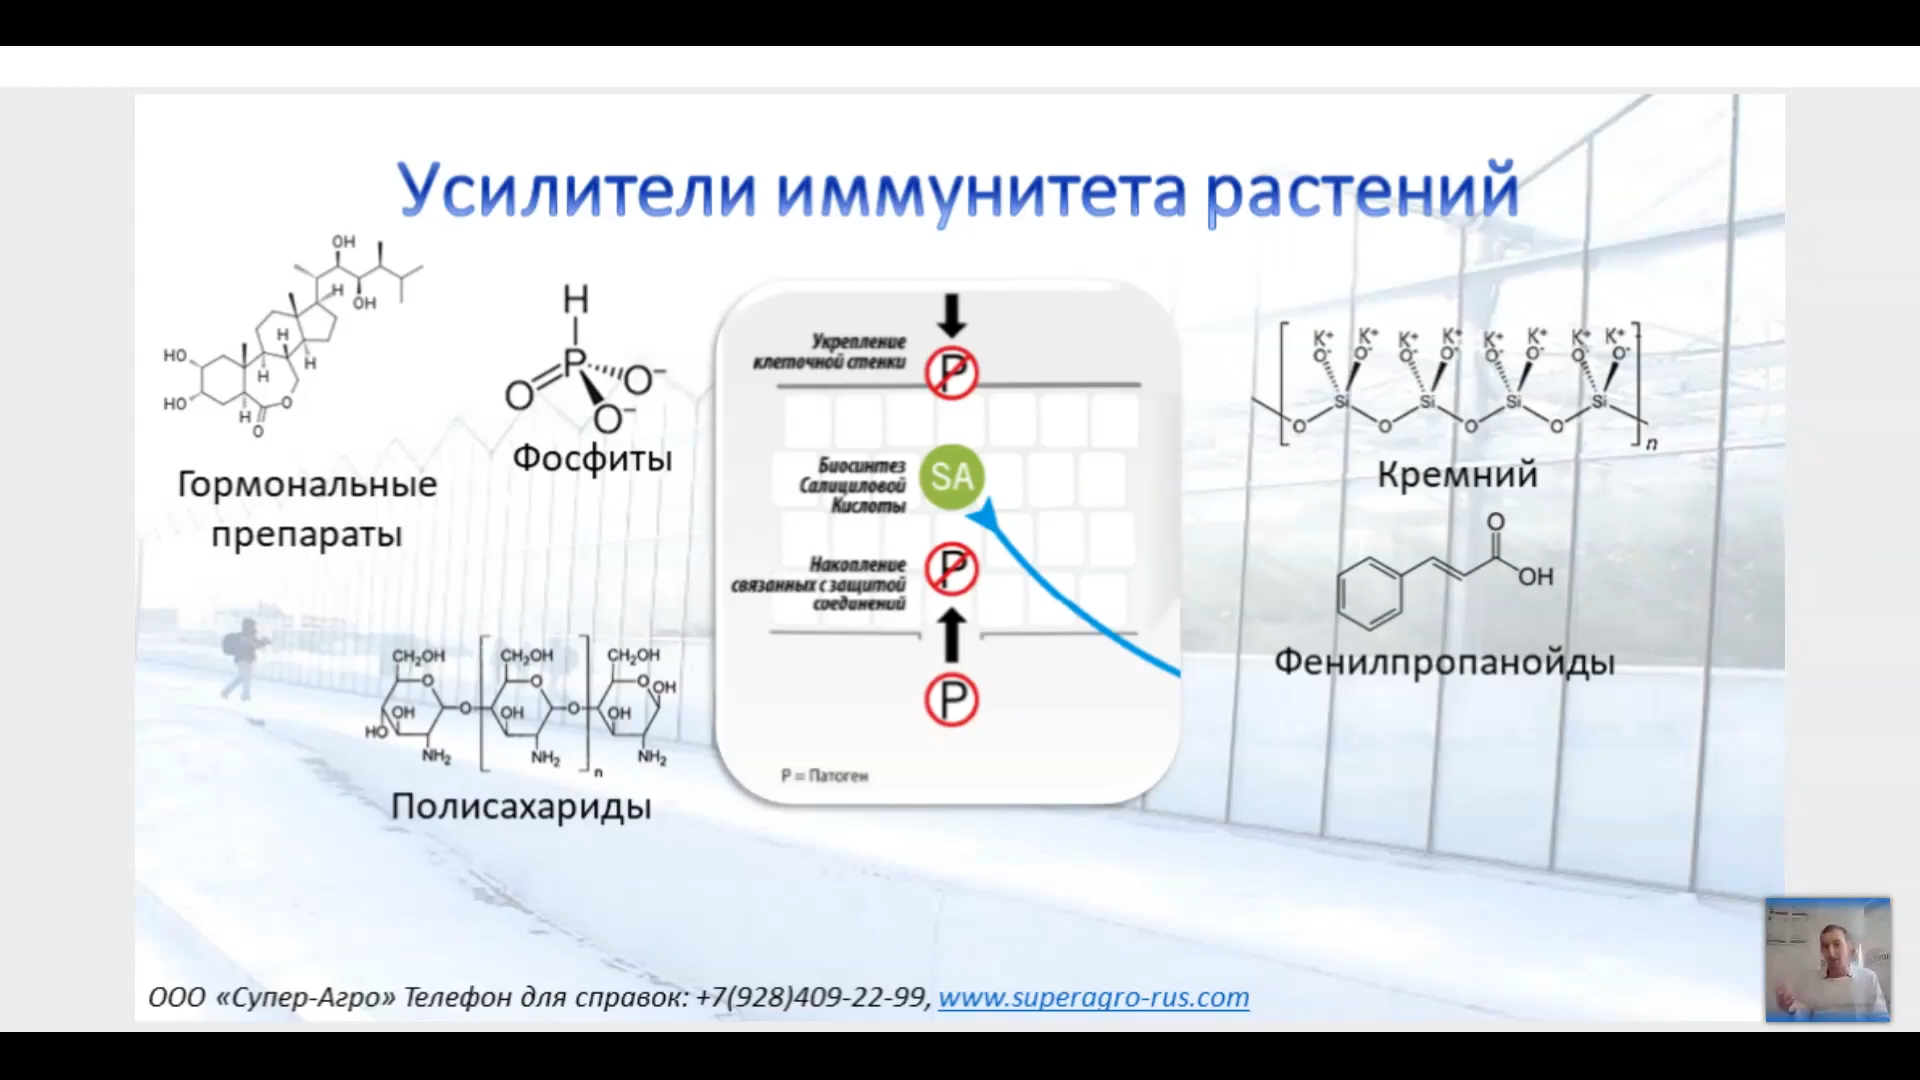 Усилители иммунитета растений
OH
H
OH
H
HO
H
H
HO
H
O
O
Гормональные
препараты
H
P
O
O⁻
O⁻
Фосфиты
CH₂OH
CH₂OH
CH₂OH
O
O
O
OH
OH
O
OH
O
OH
HO
NH₂
NH₂
n
NH₂
Полисахариды
Укрепление
клеточной стенки
P
Биосинтез
Салициловой
Кислоты
SA
Накопление
связанных с защитой
соединений
P
P
P = Патоген
K⁺ K⁺ K⁺ K⁺ K⁺ K⁺ K⁺ K⁺
O⁻ O⁻ O⁻ O⁻ O⁻ O⁻ O⁻ O⁻
Si Si Si Si
O O O O
n
Кремний
O
OH
Фенилпропанойды
ООО «Супер-Агро» Телефон для справок: +7(928)409-22-99, www.superagro-rus.com